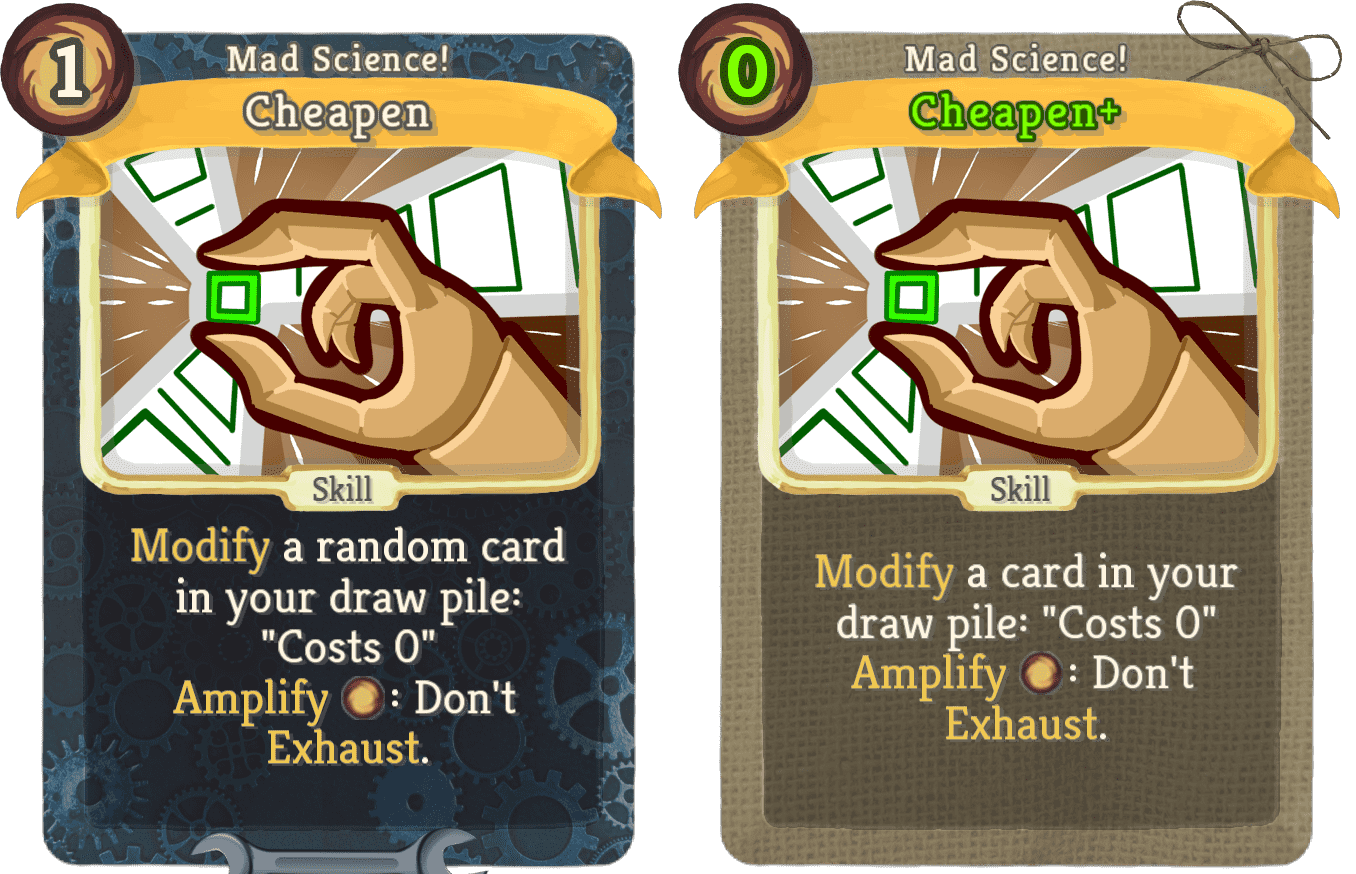 1
Mad Science!
Cheapen
Skill
Modify a random card
in your draw pile:
"Costs 0"
Amplify : Don't
Exhaust.
0
Mad Science!
Cheapen+
Skill
Modify a card in your
draw pile: "Costs 0"
Amplify : Don't
Exhaust.